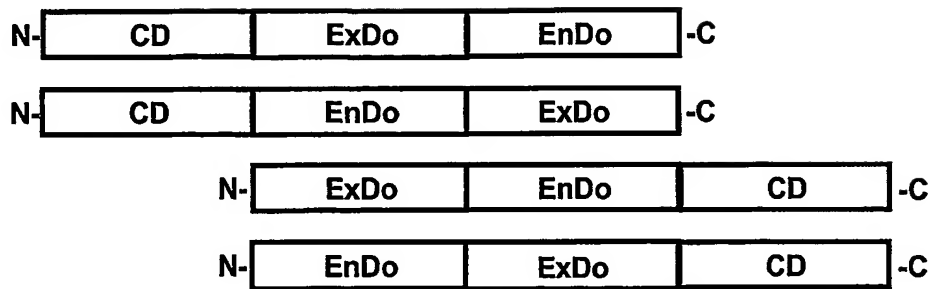 N- CD ExDo EnDo -C
N- CD EnDo ExDo -C
N- ExDo EnDo CD -C
N- EnDo ExDo CD -C